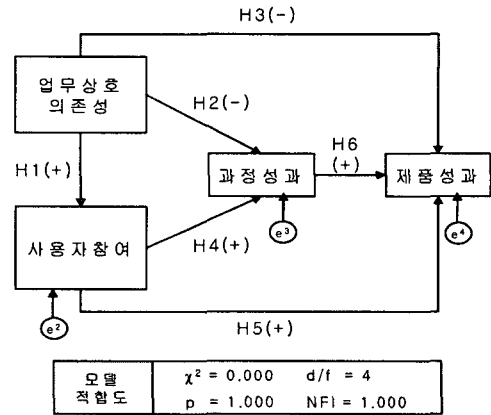 H3(-)
업무상호
의존성
H2(-)
H1(+)
H6
(+)
과정성과
제품성과
사용자참여
H4(+)
e3
e4
e2
H5(+)
모델
적합도
χ² = 0.000 d/f = 4
p = 1.000 NFI = 1.000